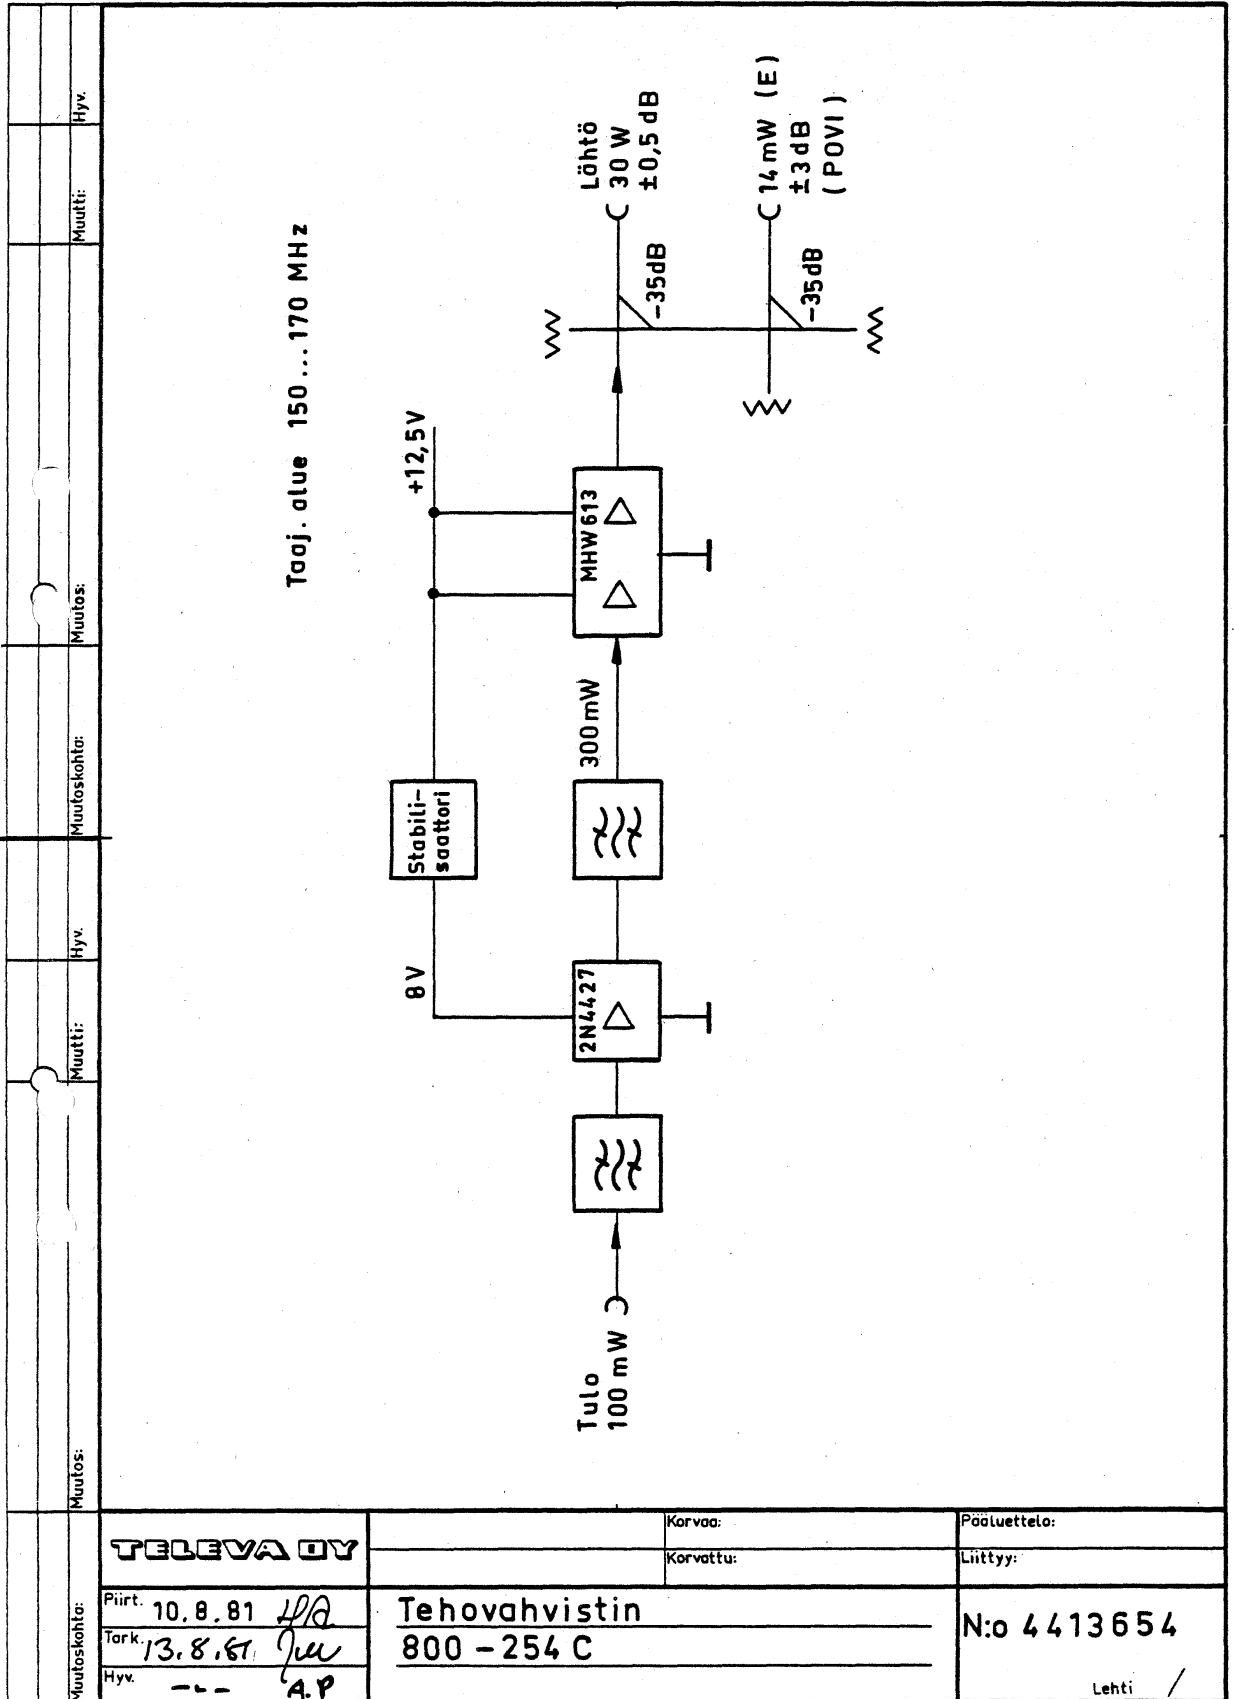 Taaj. alue 150...170 MHz
Lähtö
30 W
±0,5 dB
14 mW (E)
±3 dB
(POVI)
-35dB
-35dB
+12,5V
MHW613
300mW
Stabili-
saattori
8V
2N4427
Tulo
100 mW
Muutoskohta:
Muutos:
Muutti:
Hyv.
Muutoskohta:
Muutos:
Muutti:
Hyv.
TELEVA OY
Korvaa:
Korvattu:
Pääluettelo:
Liittyy:
Piirt. 10.8.81
Tark. 13.8.81
Hyv. A.P
Tehovahvistin
800-254 C
N:o 4413654
Lehti /